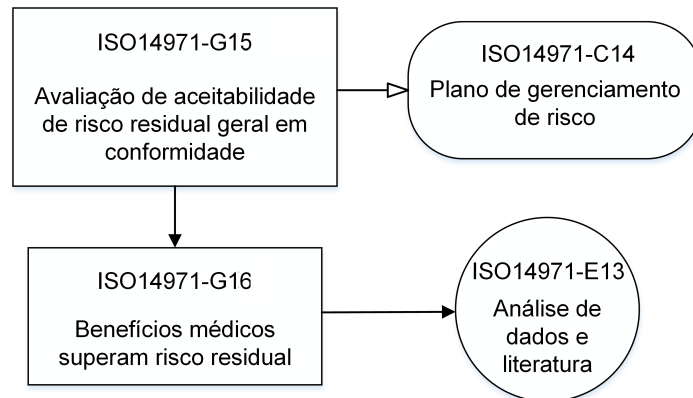 ISO14971-G15
Avaliação de aceitabilidade
de risco residual geral em
conformidade
ISO14971-C14
Plano de gerenciamento
de risco
ISO14971-G16
Benefícios médicos
superam risco residual
ISO14971-E13
Análise de
dados e
literatura